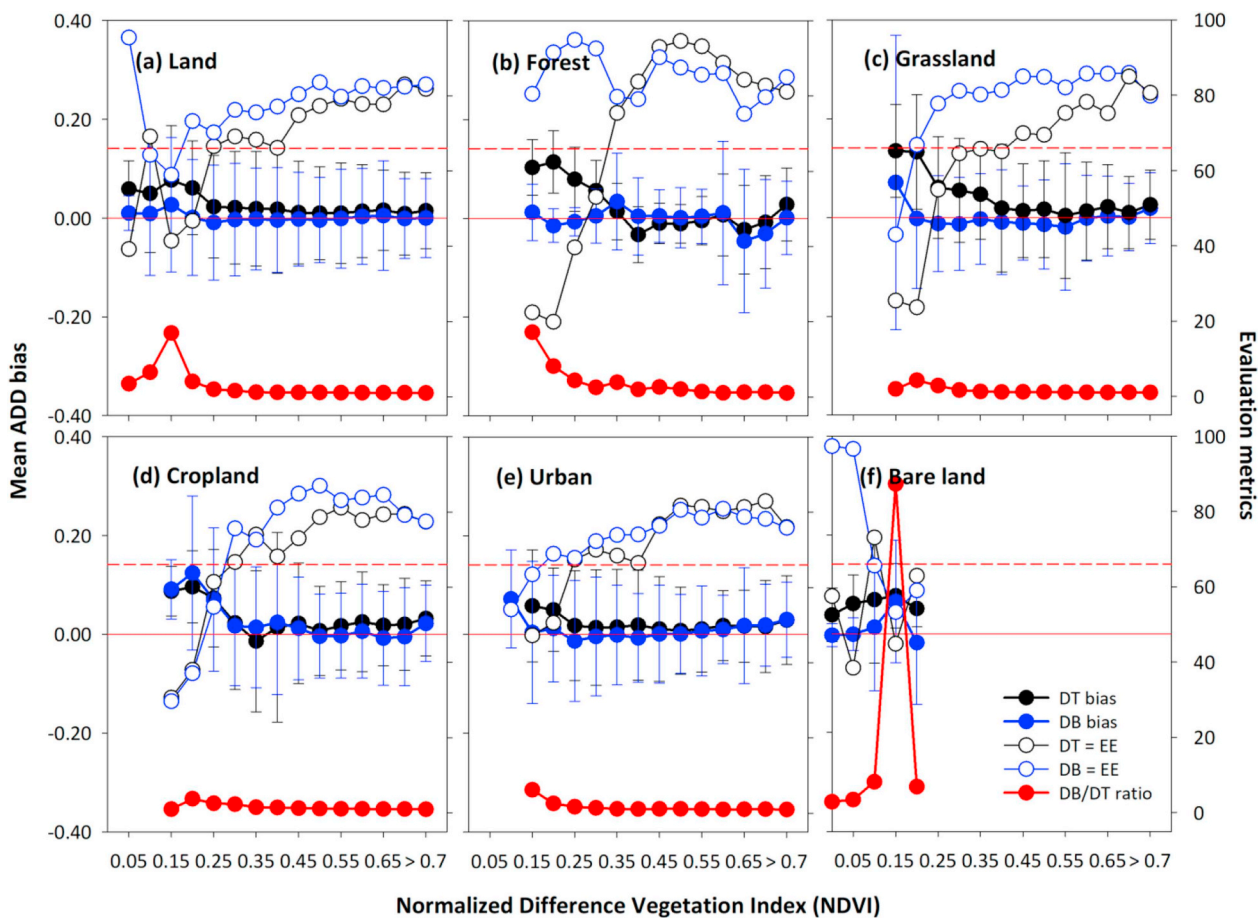 0.40
0.20
0.00
-0.20
-0.40
(a) Land
(b) Forest
(c) Grassland
100
80
60
40
20
0
0.40
0.20
0.00
-0.20
-0.40
(d) Cropland
(e) Urban
(f) Bare land
100
80
60
40
20
0
DT bias
DB bias
DT = EE
DB = EE
DB/DT ratio
0.05 0.15 0.25 0.35 0.45 0.55 0.65 > 0.7
0.05 0.15 0.25 0.35 0.45 0.55 0.65 > 0.7
0.05 0.15 0.25 0.35 0.45 0.55 0.65 > 0.7
Mean ADD bias
Evaluation metrics
Normalized Difference Vegetation Index (NDVI)